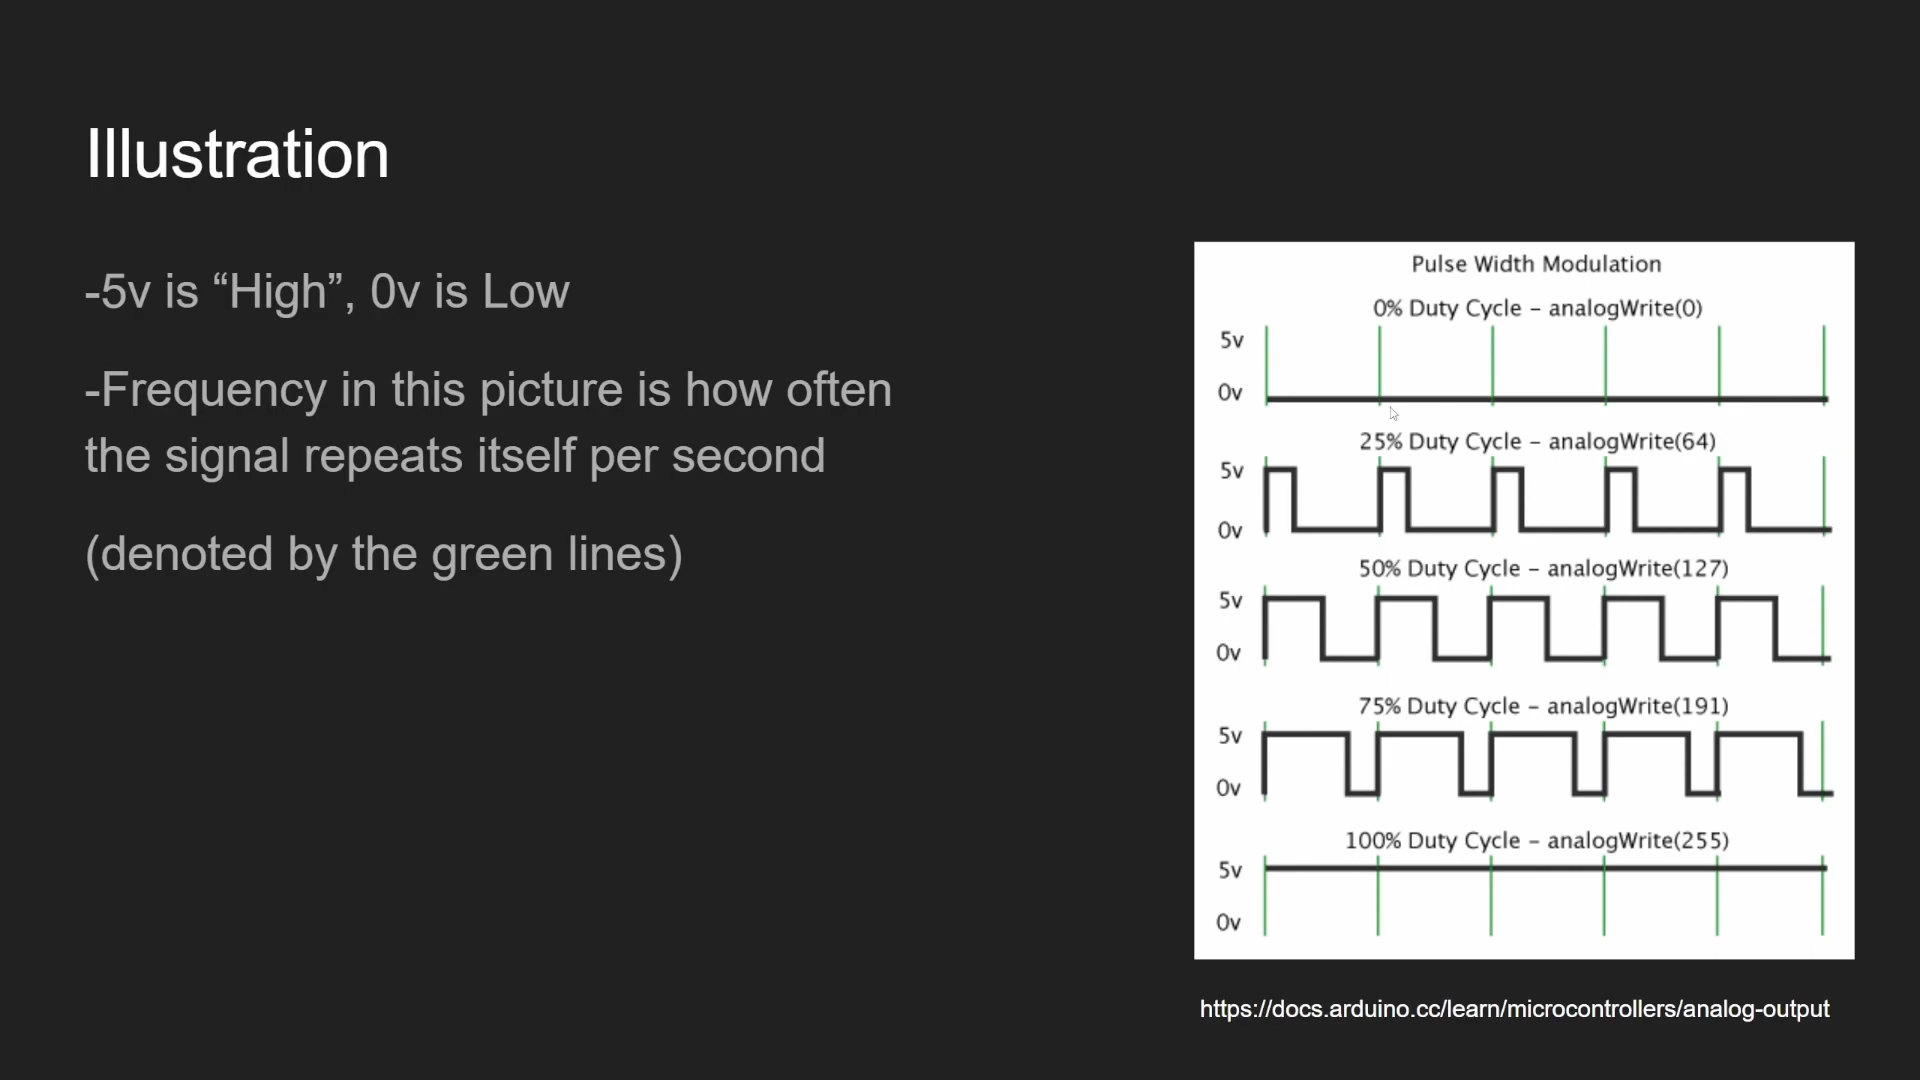 Illustration
-5v is “High”, 0v is Low
-Frequency in this picture is how often
the signal repeats itself per second
(denoted by the green lines)
Pulse Width Modulation
0% Duty Cycle – analogWrite(0)
5v
0v
25% Duty Cycle – analogWrite(64)
5v
0v
50% Duty Cycle – analogWrite(127)
5v
0v
75% Duty Cycle – analogWrite(191)
5v
0v
100% Duty Cycle – analogWrite(255)
5v
0v
https://docs.arduino.cc/learn/microcontrollers/analog-output